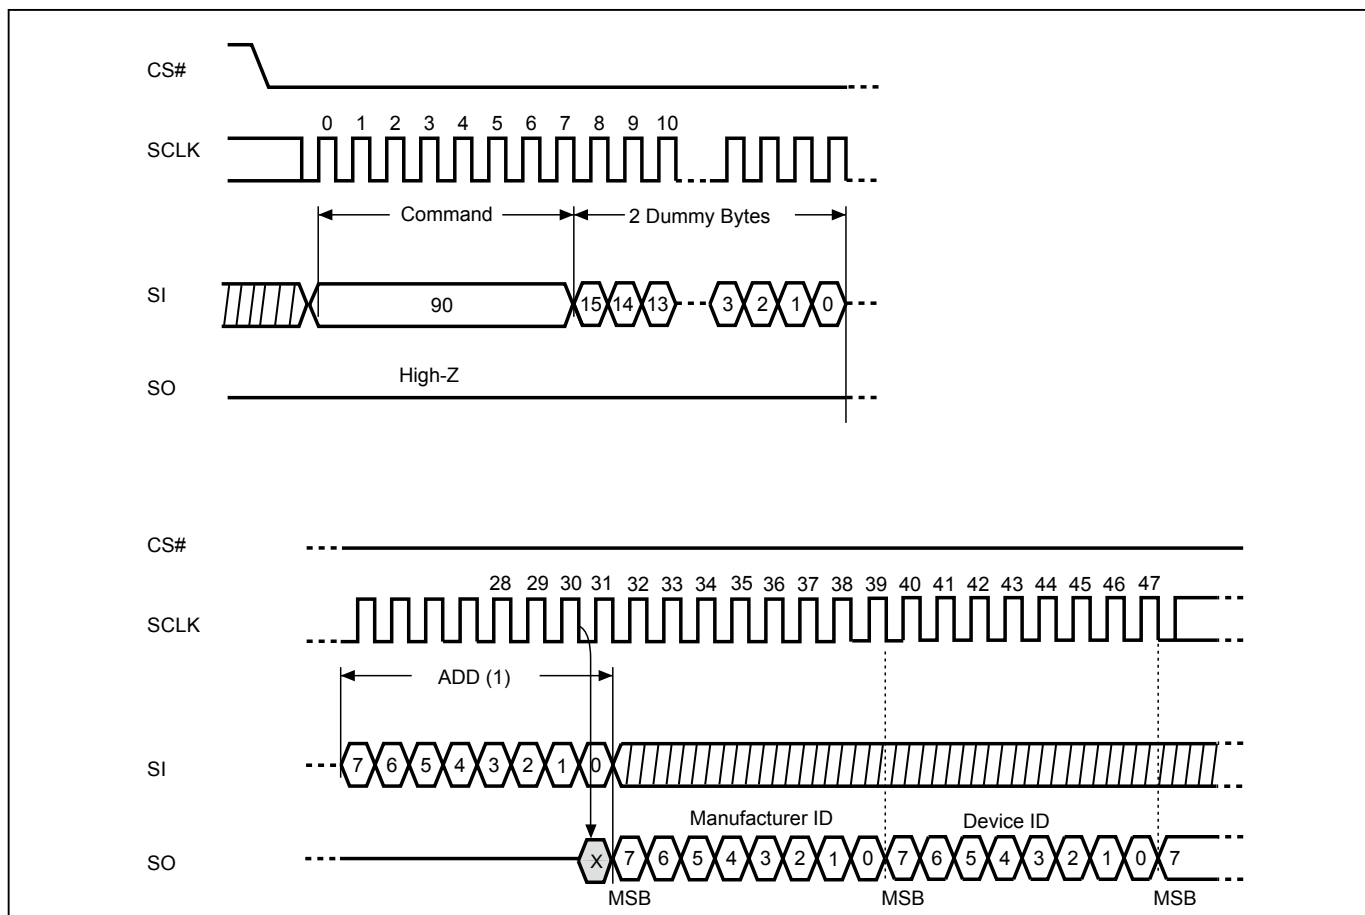 CS#
0 1 2 3 4 5 6 7 8 9 10
SCLK
Command
2 Dummy Bytes
SI
90
15 14 13 3 2 1 0
High-Z
SO
CS#
28 29 30 31 32 33 34 35 36 37 38 39 40 41 42 43 44 45 46 47
SCLK
ADD (1)
SI
7 6 5 4 3 2 1 0
Manufacturer ID
Device ID
SO
X 7 6 5 4 3 2 1 0 7 6 5 4 3 2 1 0 7
MSB MSB MSB